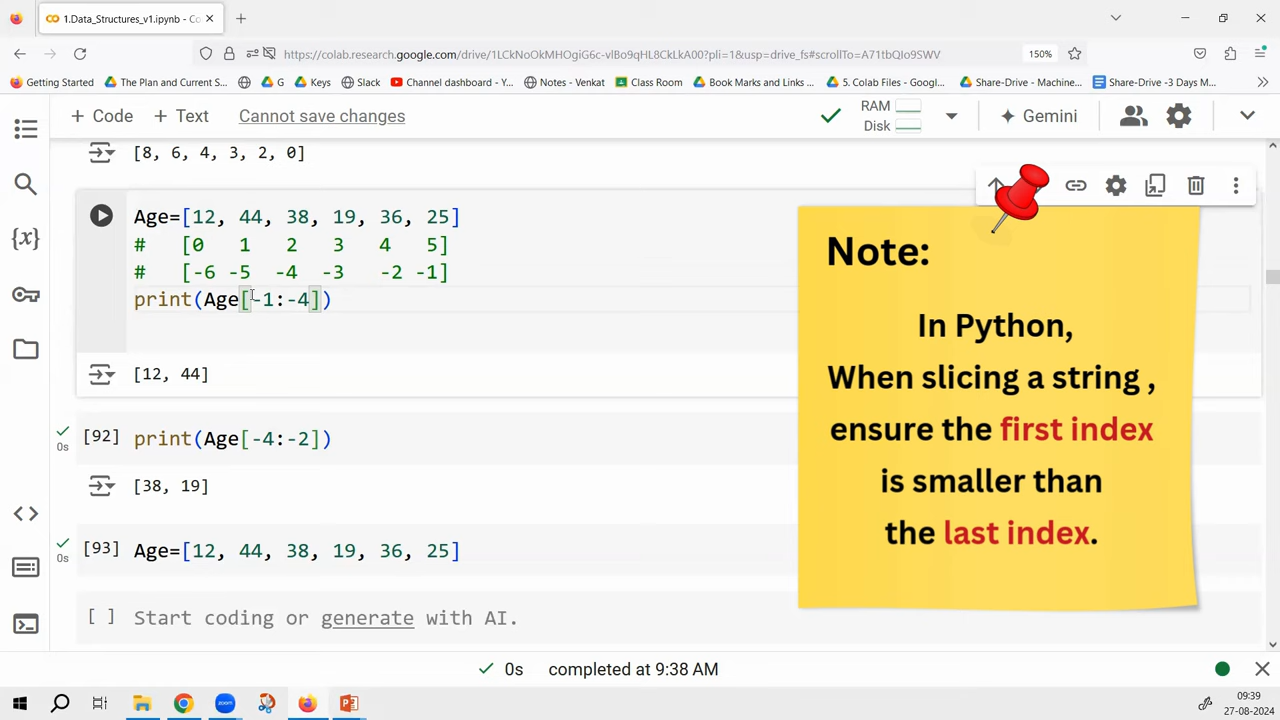 1.Data_Structures_v1.ipynb - Co
https://colab.research.google.com/drive/1LCkNoOkMHOgiG6c-vlBo9qHL8CkLkA00?pli=1&usp=drive_fs#scrollTo=A71tbQIo9SWV
150%
Getting Started
The Plan and Current S...
G
Keys
Slack
Channel dashboard - Y...
Notes - Venkat
Class Room
Book Marks and Links ...
5. Colab Files - Googl...
Share-Drive - Machine...
Share-Drive -3 Days M...
+ Code + Text Cannot save changes
RAM
Disk
Gemini
[8, 6, 4, 3, 2, 0]
Age=[12, 44, 38, 19, 36, 25]
# [0 1 2 3 4 5]
# [-6 -5 -4 -3 -2 -1]
print(Age[-1:-4])
[12, 44]
[92] print(Age[-4:-2])
0s
[38, 19]
[93] Age=[12, 44, 38, 19, 36, 25]
0s
[ ] Start coding or generate with AI.
Note:
In Python,
When slicing a string ,
ensure the first index
is smaller than
the last index.
0s completed at 9:38 AM
zoom
09:39
27-08-2024